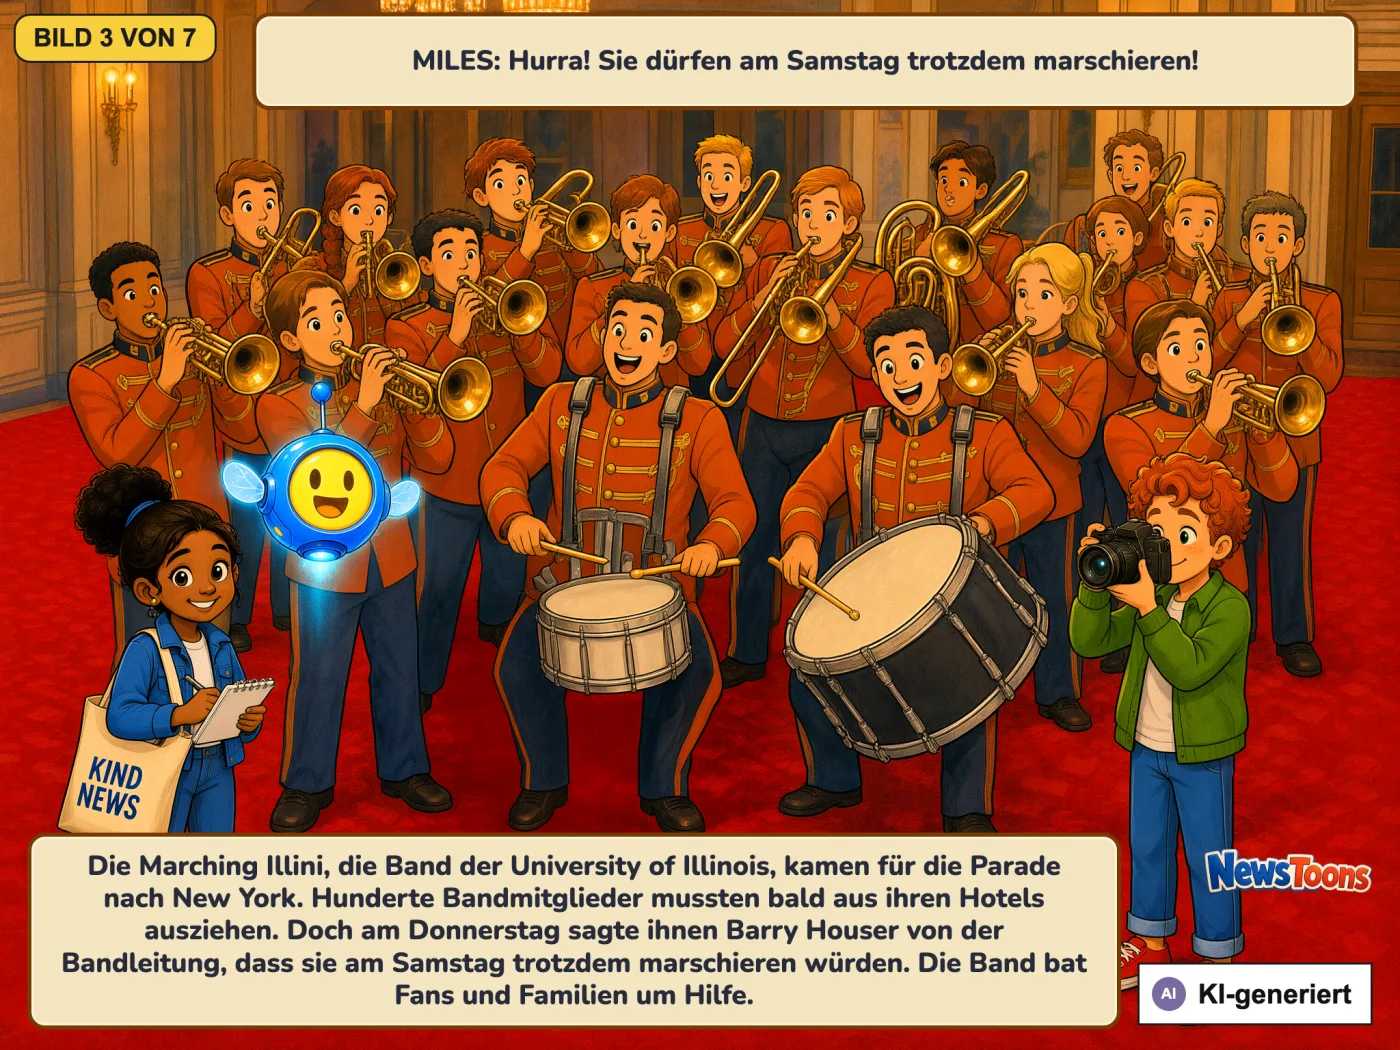 BILD 3 VON 7
MILES: Hurra! Sie dürfen am Samstag trotzdem marschieren!
KIND
NEWS
Die Marching Illini, die Band der University of Illinois, kamen für die Parade
nach New York. Hunderte Bandmitglieder mussten bald aus ihren Hotels
ausziehen. Doch am Donnerstag sagte ihnen Barry Houser von der
Bandleitung, dass sie am Samstag trotzdem marschieren würden. Die Band bat
Fans und Familien um Hilfe.
NEWSTOONS
AI KI-generiert